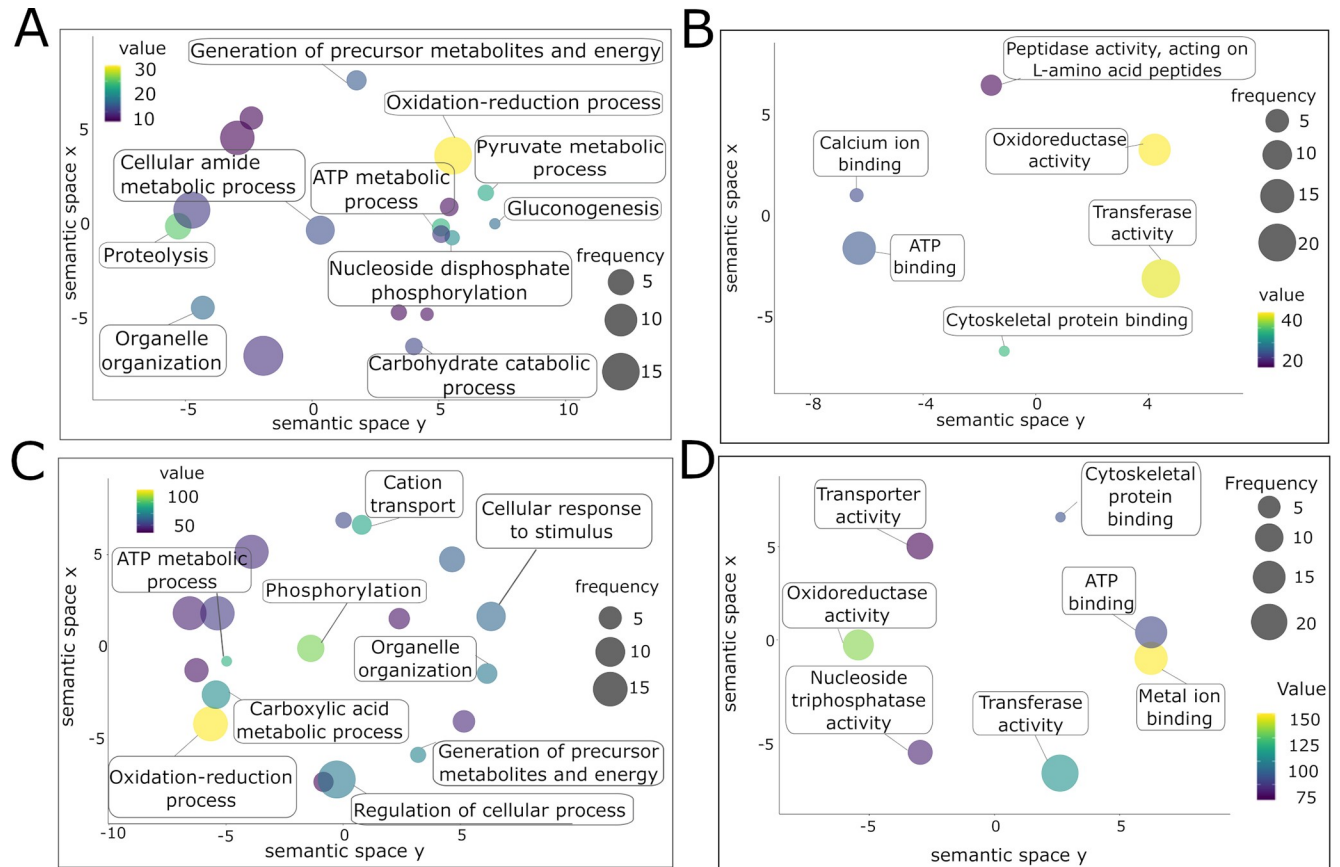 A
value
30
20
10
Generation of precursor metabolites and energy
Oxidation-reduction process
Pyruvate metabolic
process
Cellular amide
metabolic process
ATP metabolic
process
Gluconogenesis
Proteolysis
Nucleoside disphosphate
phosphorylation
Organelle
organization
Carbohydrate catabolic
process
frequency
5
10
15
5
0
-5
semantic space x
-5
0
5
10
semantic space y
B
Peptidase activity, acting on
L-amino acid peptides
Calcium ion
binding
Oxidoreductase
activity
Transferase
activity
ATP
binding
Cytoskeletal protein binding
frequency
5
10
15
20
value
40
20
5
0
-5
semantic space x
-8
-4
0
4
semantic space y
C
value
100
50
Cation
transport
Cellular response
to stimulus
ATP metabolic
process
Phosphorylation
Organelle
organization
Carboxylic acid
metabolic process
Generation of precursor
metabolites and energy
Oxidation-reduction
process
Regulation of cellular process
frequency
5
10
15
5
0
-5
semantic space x
-10
-5
0
5
semantic space y
D
Transporter
activity
Cytoskeletal
protein
binding
Oxidoreductase
activity
ATP
binding
Nucleoside
triphosphatase
activity
Transferase
activity
Metal ion
binding
Frequency
5
10
15
20
Value
150
125
100
75
5
0
-5
semantic space x
-5
0
5
semantic space y